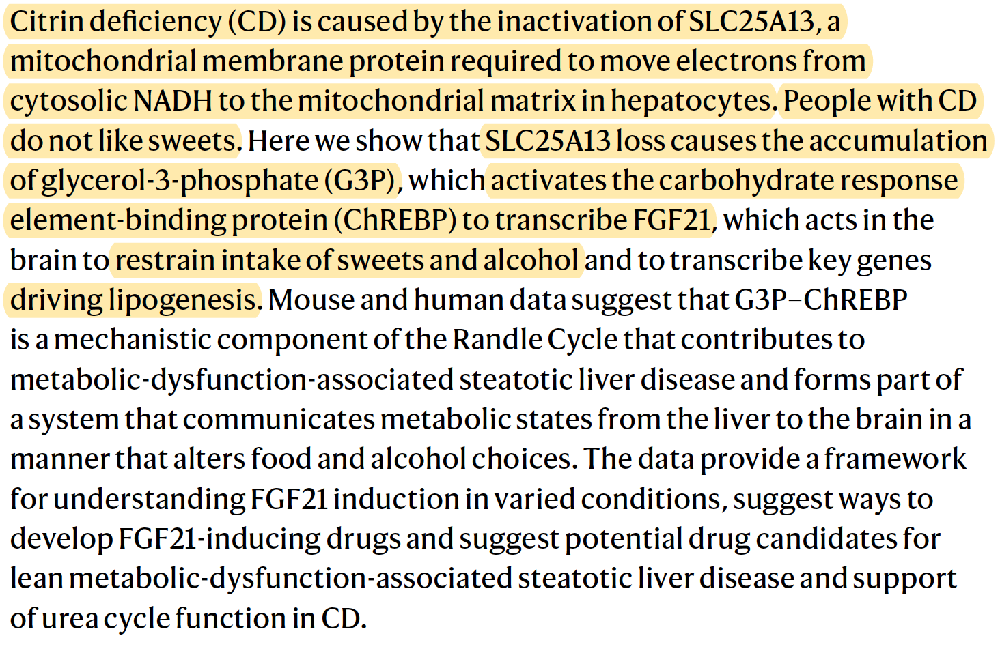 Citrin deficiency (CD) is caused by the inactivation of SLC25A13, a
mitochondrial membrane protein required to move electrons from
cytosolic NADH to the mitochondrial matrix in hepatocytes. People with CD
do not like sweets. Here we show that SLC25A13 loss causes the accumulation
of glycerol-3-phosphate (G3P), which activates the carbohydrate response
element-binding protein (ChREBP) to transcribe FGF21, which acts in the
brain to restrain intake of sweets and alcohol and to transcribe key genes
driving lipogenesis. Mouse and human data suggest that G3P–ChREBP
is a mechanistic component of the Randle Cycle that contributes to
metabolic-dysfunction-associated steatotic liver disease and forms part of
a system that communicates metabolic states from the liver to the brain in a
manner that alters food and alcohol choices. The data provide a framework
for understanding FGF21 induction in varied conditions, suggest ways to
develop FGF21-inducing drugs and suggest potential drug candidates for
lean metabolic-dysfunction-associated steatotic liver disease and support
of urea cycle function in CD.